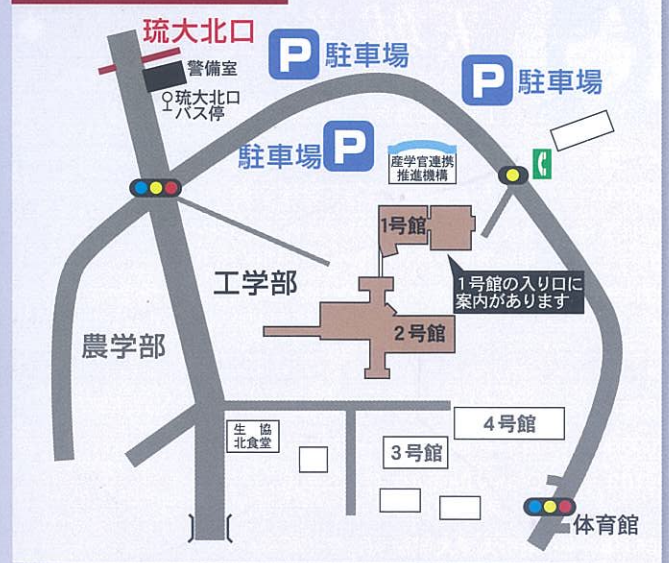 琉大北口
警備室
琉大北口
バス停
P 駐車場
P 駐車場
駐車場 P
産学官連携
推進機構
1号館
1号館の入り口に
案内があります
工学部
2号館
農学部
生 協
北食堂
4号館
3号館
体育館